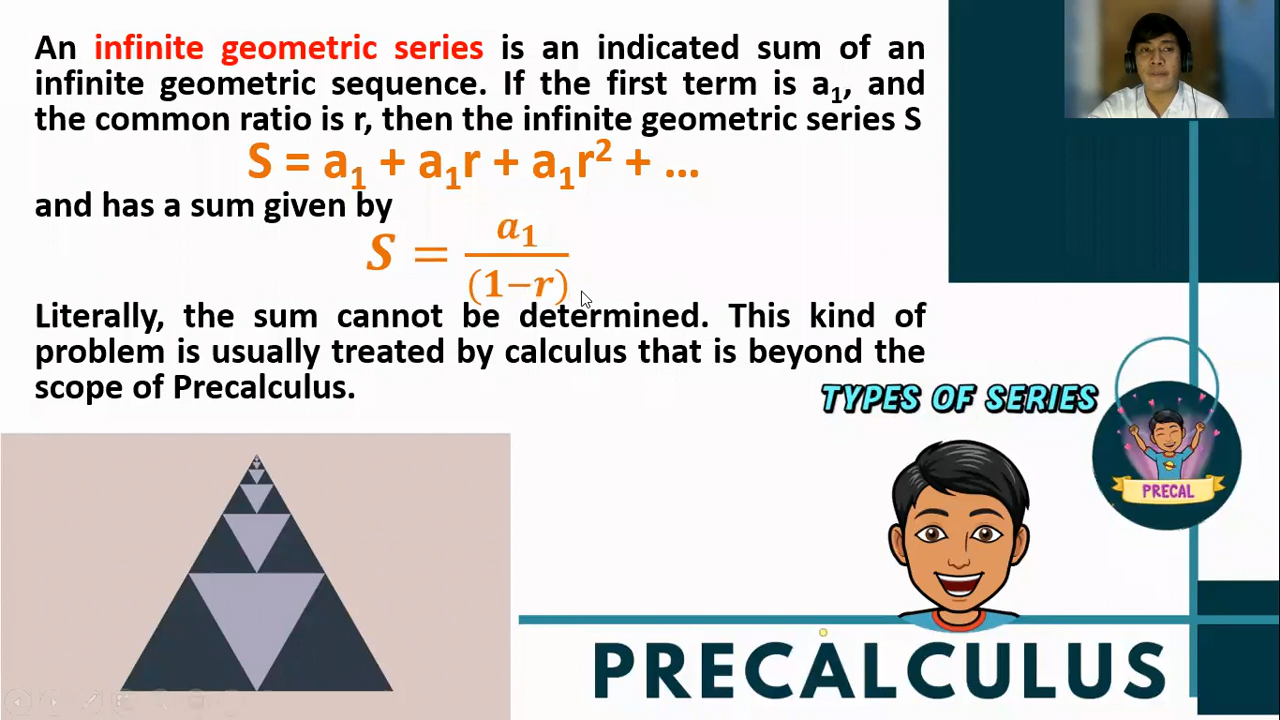 An infinite geometric series is an indicated sum of an
infinite geometric sequence. If the first term is a₁, and
the common ratio is r, then the infinite geometric series S
S = a₁ + a₁r + a₁r² + ...
and has a sum given by
S = a₁ / (1−r)
Literally, the sum cannot be determined. This kind of
problem is usually treated by calculus that is beyond the
scope of Precalculus.
TYPES OF SERIES
PRECAL
PRECALCULUS